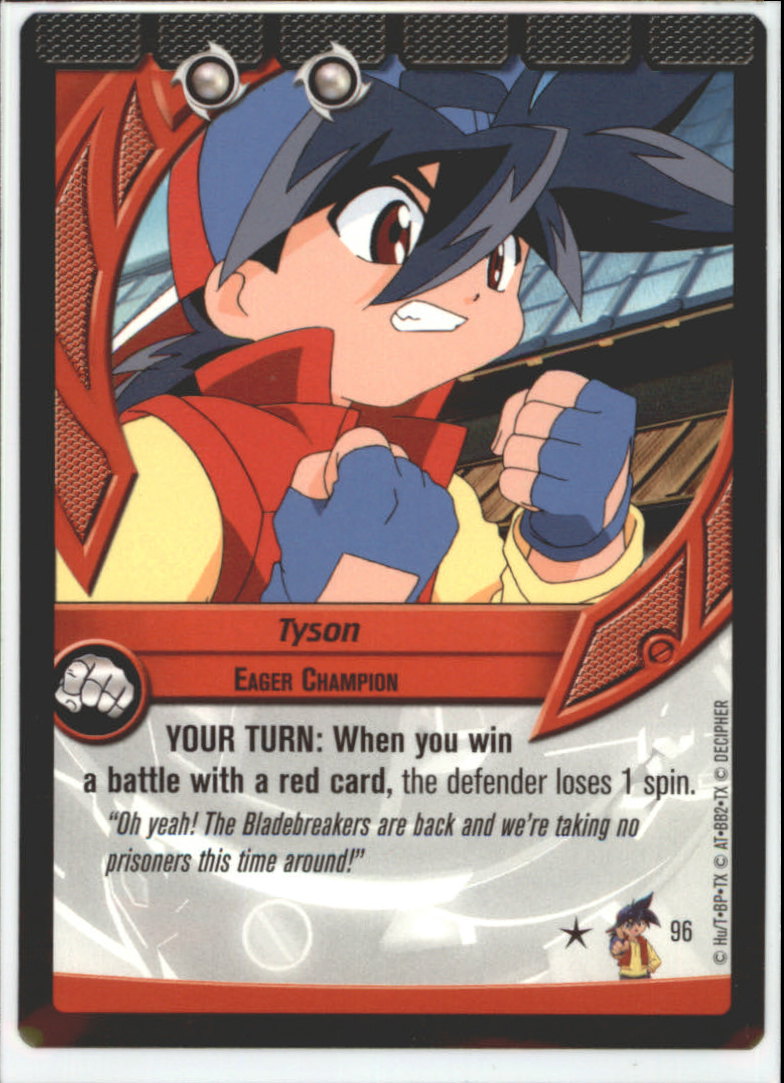 Tyson
EAGER CHAMPION
YOUR TURN: When you win
a battle with a red card, the defender loses 1 spin.
"Oh yeah! The Bladebreakers are back and we're taking no
prisoners this time around!"
96
© Hu/T•BP•TX © AT•BB2•TX © DECIPHER